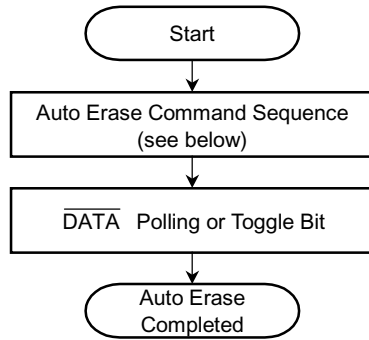 Start
Auto Erase Command Sequence
(see below)
DATA Polling or Toggle Bit
Auto Erase
Completed